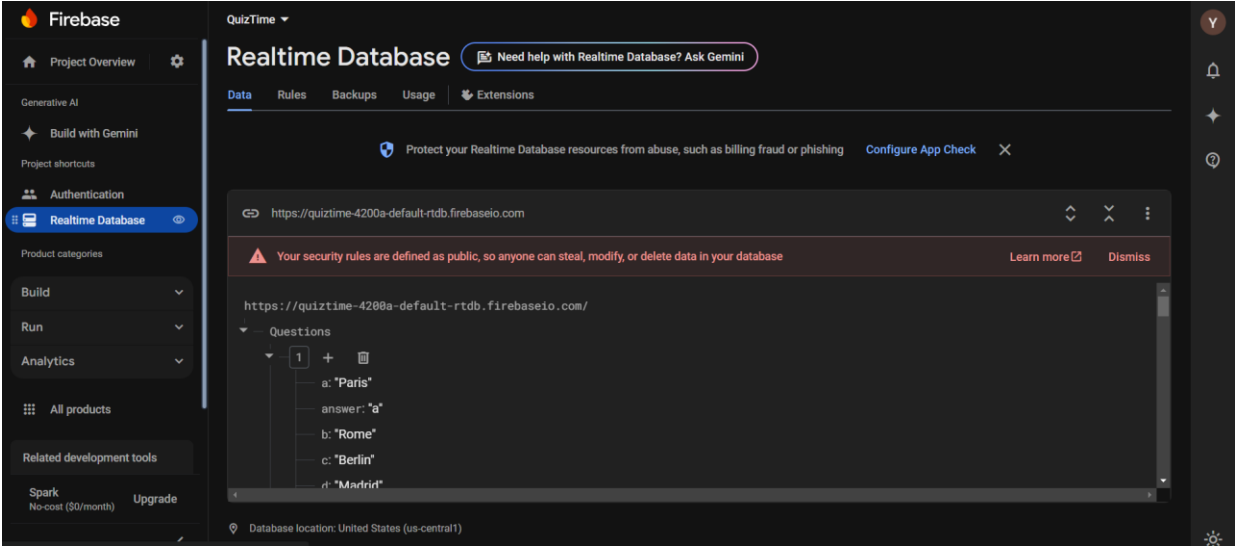 Firebase
Project Overview
Generative AI
Build with Gemini
Project shortcuts
Authentication
Realtime Database
Product categories
Build
Run
Analytics
All products
Related development tools
Spark
No-cost ($0/month)
Upgrade
QuizTime
Realtime Database
Need help with Realtime Database? Ask Gemini
Data Rules Backups Usage Extensions
Protect your Realtime Database resources from abuse, such as billing fraud or phishing Configure App Check
https://quiztime-4200a-default-rtdb.firebaseio.com
Your security rules are defined as public, so anyone can steal, modify, or delete data in your database Learn more Dismiss
https://quiztime-4200a-default-rtdb.firebaseio.com/
Questions
1
a: "Paris"
answer: "a"
b: "Rome"
c: "Berlin"
d: "Madrid"
Database location: United States (us-central1)
Y